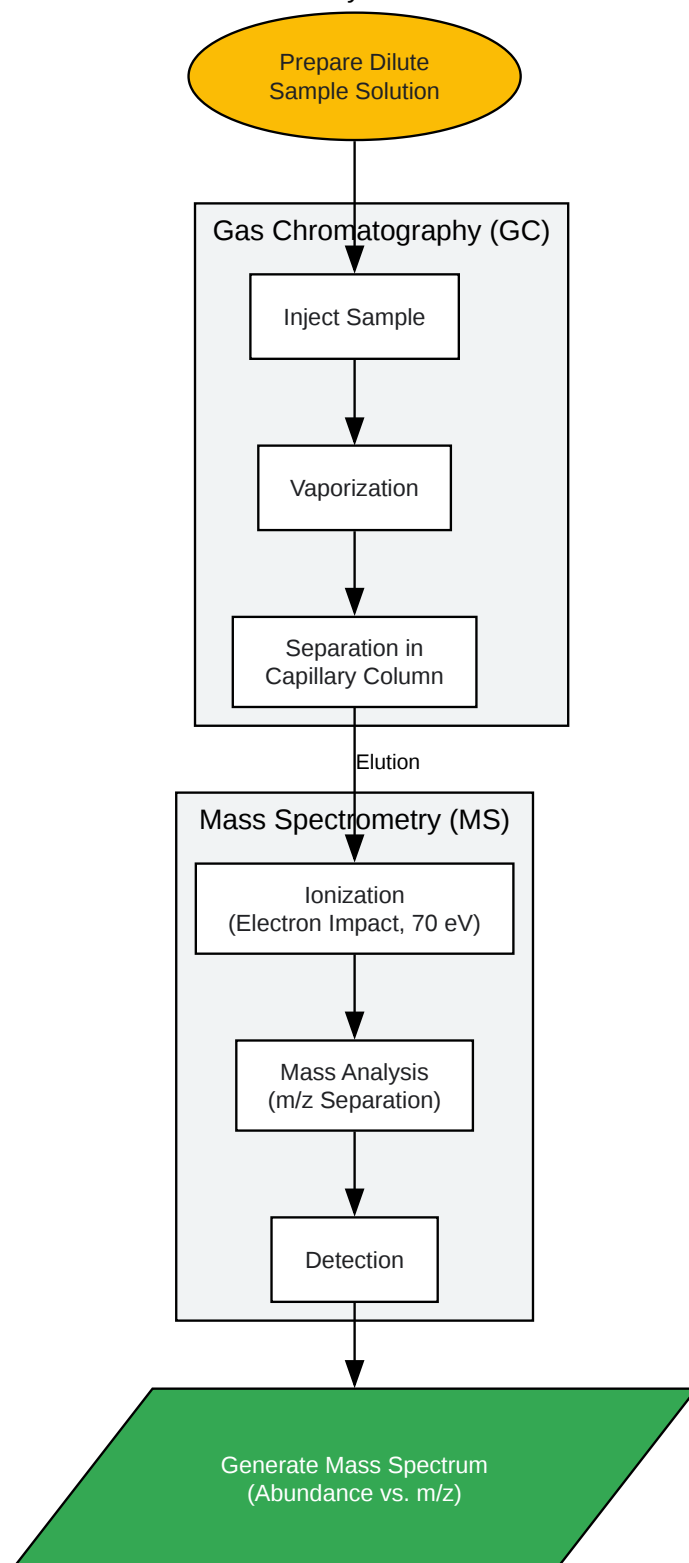 Prepare Dilute
Sample Solution
Gas Chromatography (GC)
Inject Sample
Vaporization
Separation in
Capillary Column
Elution
Mass Spectrometry (MS)
Ionization
(Electron Impact, 70 eV)
Mass Analysis
(m/z Separation)
Detection
Generate Mass Spectrum
(Abundance vs. m/z)